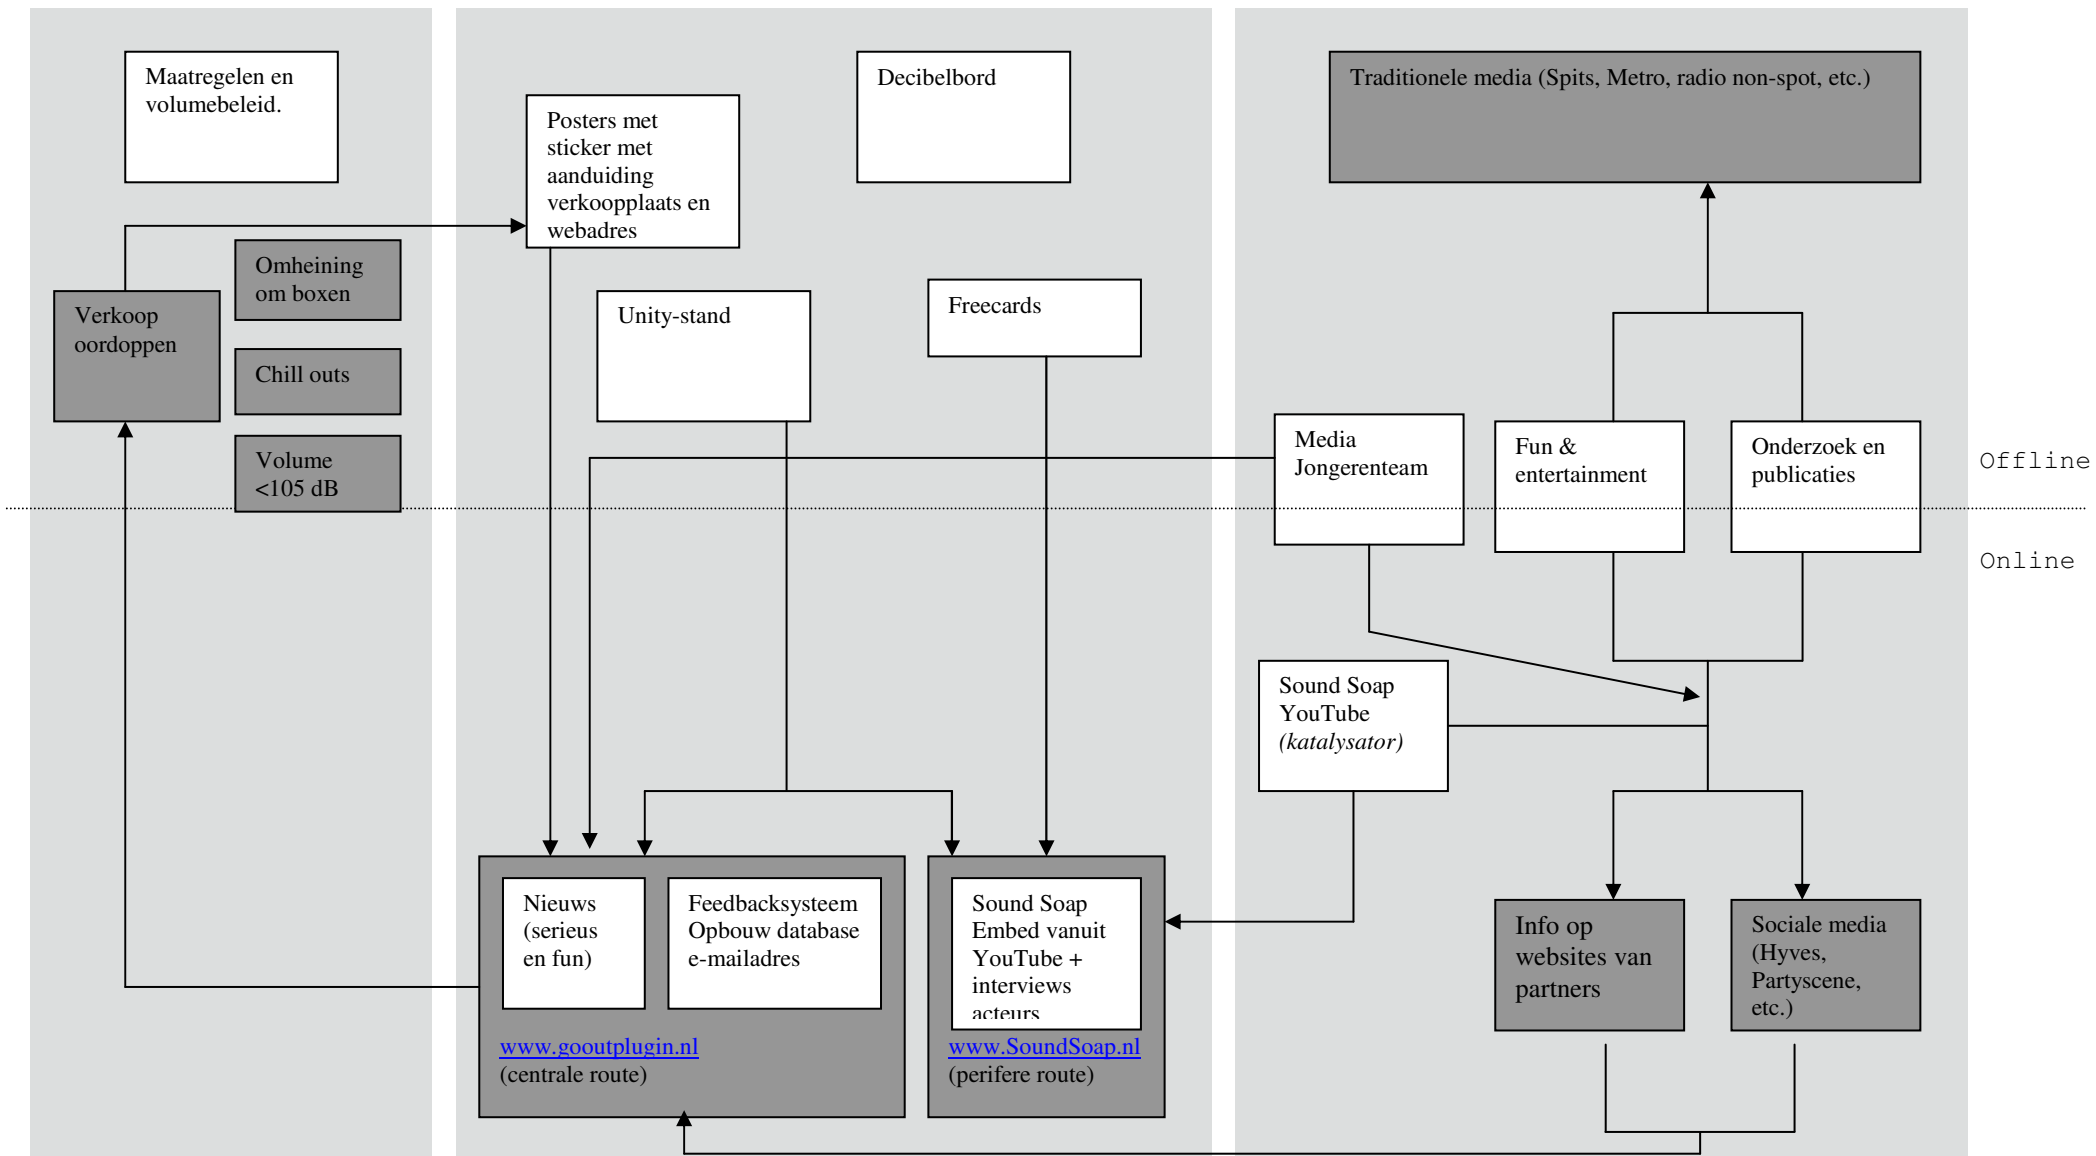 Maatregelen en
volumebeleid.
Omheining
om boxen
Verkoop
oordoppen
Chill outs
Volume
<105 dB
Posters met
sticker met
aanduiding
verkoopplaats en
webadres
Decibelbord
Unity-stand
Freecards
Nieuws
(serieus
en fun)
Feedbacksysteem
Opbouw database
e-mailadres
www.gooutplugin.nl
(centrale route)
Sound Soap
Embed vanuit
YouTube +
interviews
acteurs
www.SoundSoap.nl
(perifere route)
Traditionele media (Spits, Metro, radio non-spot, etc.)
Media
Jongerenteam
Fun &
entertainment
Onderzoek en
publicaties
Offline
Online
Sound Soap
YouTube
(katalysator)
Info op
websites van
partners
Sociale media
(Hyves,
Partyscene,
etc.)